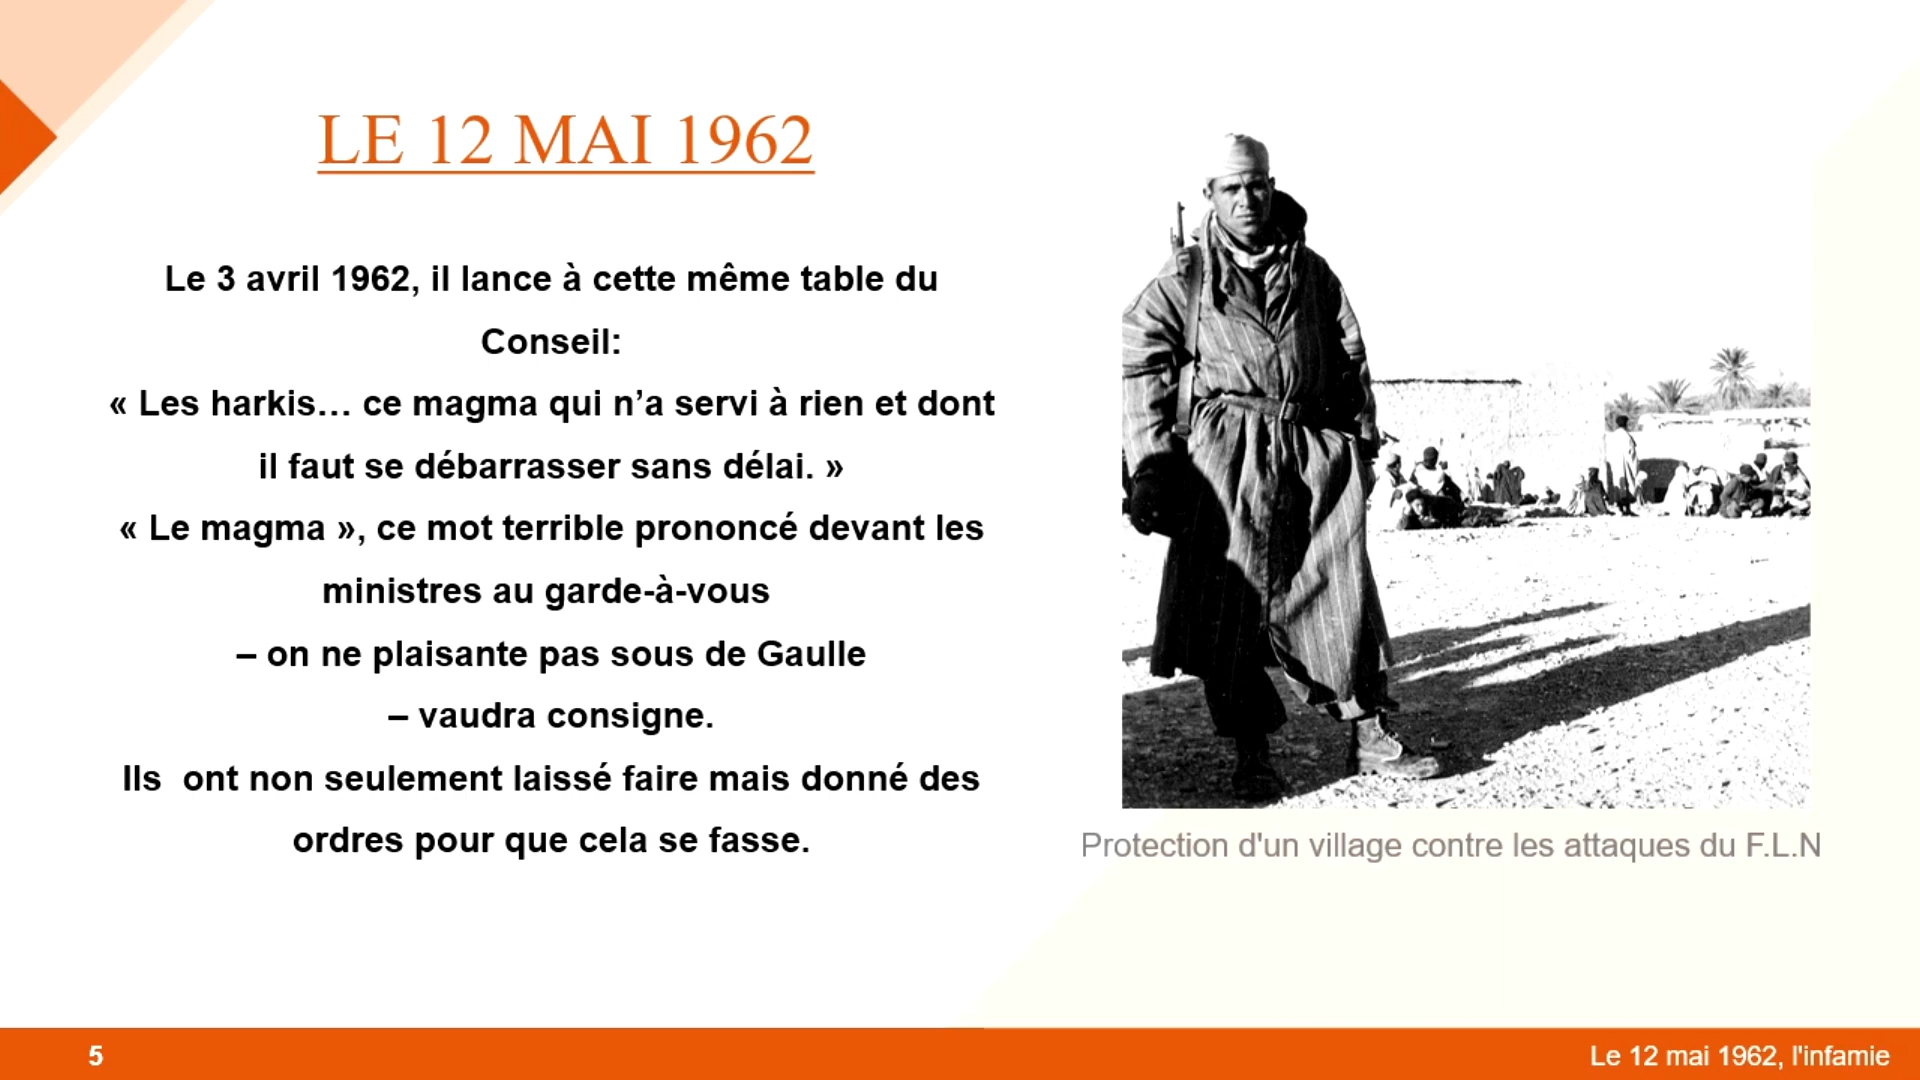 LE 12 MAI 1962
Le 3 avril 1962, il lance à cette même table du
Conseil:
« Les harkis… ce magma qui n’a servi à rien et dont
il faut se débarrasser sans délai. »
« Le magma », ce mot terrible prononcé devant les
ministres au garde-à-vous
– on ne plaisante pas sous de Gaulle
– vaudra consigne.
Ils  ont non seulement laissé faire mais donné des
ordres pour que cela se fasse.
Protection d'un village contre les attaques du F.L.N
5
Le 12 mai 1962, l'infamie